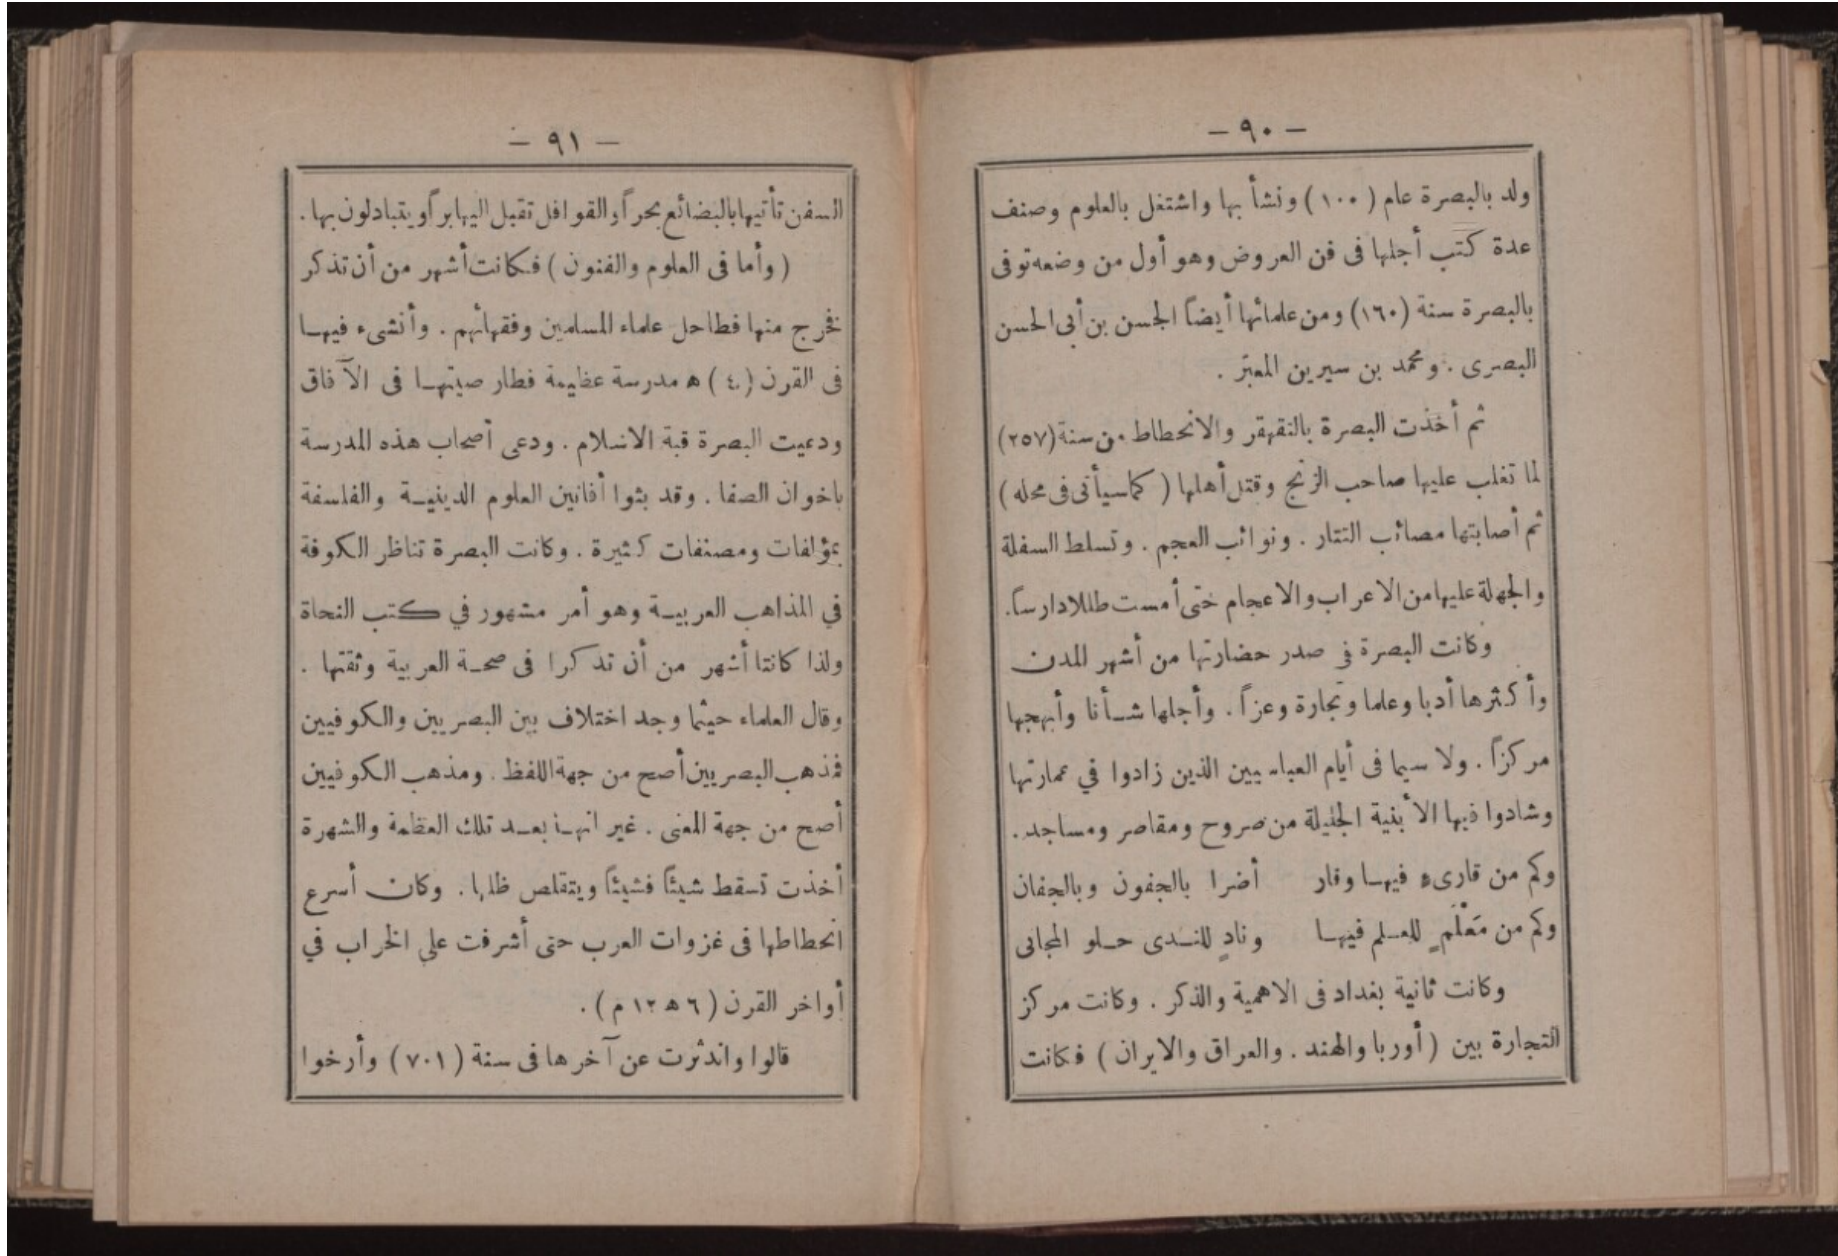 — ٩٠ —
ولد بالبصرة عام (١٠٠) ونشأ بها واشتغل بالعلوم وصنف
عدة كتب أجلها فى فن العروض وهو أول من وضعه توفى
بالبصرة سنة (١٦٠) ومن علمائها أيضاً الحسن بن أبى الحسن
البصرى . ومحمد بن سيرين المعبّر .
ثم أخذت البصرة بالتقهقر والانحطاط من سنة (٢٥٧)
لما تغلب عليها صاحب الزنج وقتل أهلها (كما سيأتى فى محله)
ثم أصابتها مصائب التتار . ونوائب العجم . وتسلط السفلة
والجهلة عليها من الاعراب والاعجام حتى أمست طللا دارساً.
وكانت البصرة في صدر حضارتها من أشهر المدن
وأكثرها أدبا وعلما وتجارة وعزاً . وأجلها شأنا وأبهجها
مركزاً . ولا سيما فى أيام العباسيين الذين زادوا في عمارتها
وشادوا فيها الأبنية الجليلة من صروح ومقاصر ومساجد .
وكم من قارىء فيها وقار أضرا بالجفون وبالجفان
وكم من مَعْلَمٍ للعلم فيها ونادٍ للندى حلو المجانى
وكانت ثانية بغداد فى الاهمية والذكر . وكانت مركز
التجارة بين (أوربا والهند . والعراق والايران) فكانت
— ٩١ —
السفن تأتيها بالبضائع بحراً والقوافل تقبل اليها براً ويتبادلون بها .
(وأما فى العلوم والفنون) فكانت أشهر من أن تذكر
فخرج منها فطاحل علماء المسلمين وفقهائهم . وأنشىء فيها
فى القرن (٤) ه مدرسة عظيمة فطار صيتها فى الآفاق
ودعيت البصرة قبة الاسلام . ودعى أصحاب هذه المدرسة
باخوان الصفا . وقد بثوا أفانين العلوم الدينية والفلسفة
بمؤلفات ومصنفات كثيرة . وكانت البصرة تناظر الكوفة
في المذاهب العربية وهو أمر مشهور في كتب النحاة
ولذا كانتا أشهر من أن تذكرا فى صحة العربية وثقتها .
وقال العلماء حيثما وجد اختلاف بين البصريين والكوفيين
فمذهب البصريين أصح من جهة اللفظ . ومذهب الكوفيين
أصح من جهة المعنى . غير انها بعد تلك العظمة والشهرة
أخذت تسقط شيئاً فشيئاً ويتقلص ظلها . وكان أسرع
انحطاطها فى غزوات العرب حتى أشرفت على الخراب في
أواخر القرن (٦ ه ١٢ م) .
قالوا واندثرت عن آخرها فى سنة (٧٠١) وأرخوا